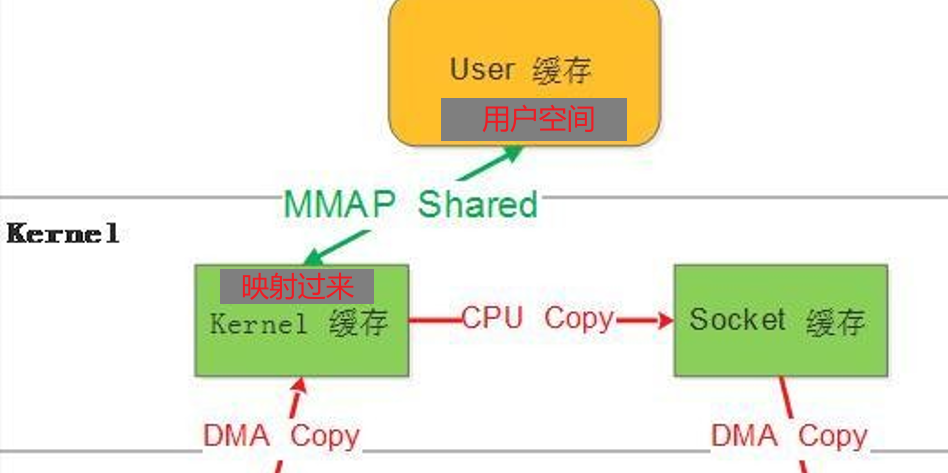 User 缓存
用户空间
MMAP Shared
Kernel
映射过来
Kernel 缓存
CPU Copy
Socket 缓存
DMA Copy
DMA Copy